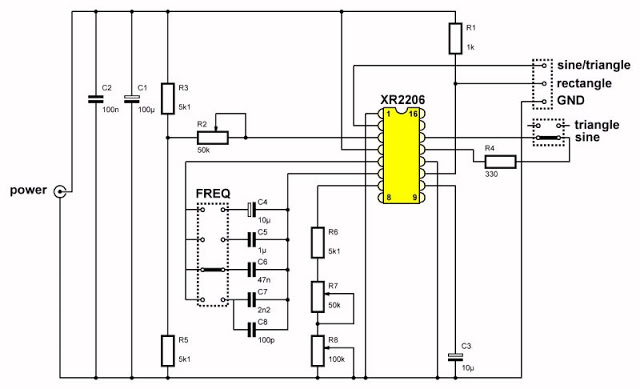 R1
1k
sine/triangle
rectangle
GND
C2
100n
C1
100µ
R3
5k1
XR2206
1 16
8 9
triangle
sine
R2
50k
R4
330
power
FREQ
C4
10µ
C5
1µ
C6
47n
C7
2n2
C8
100p
R6
5k1
R7
50k
R8
100k
R5
5k1
C3
10µ